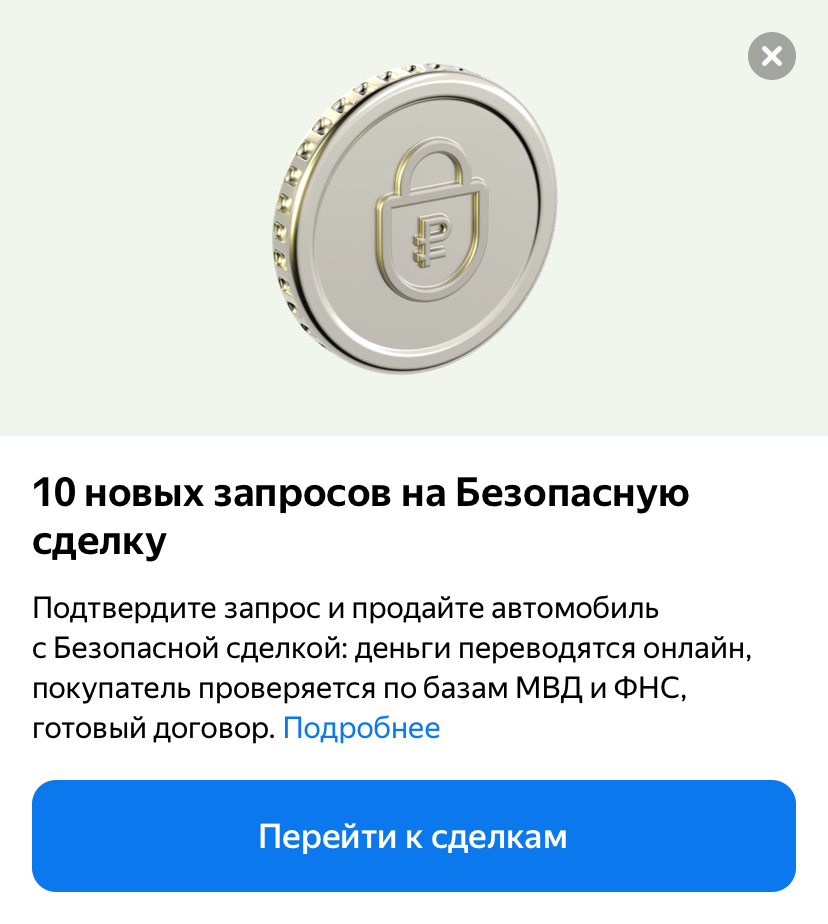 10 новых запросов на Безопасную
сделку
Подтвердите запрос и продайте автомобиль
с Безопасной сделкой: деньги переводятся онлайн,
покупатель проверяется по базам МВД и ФНС,
готовый договор. Подробнее
Перейти к сделкам